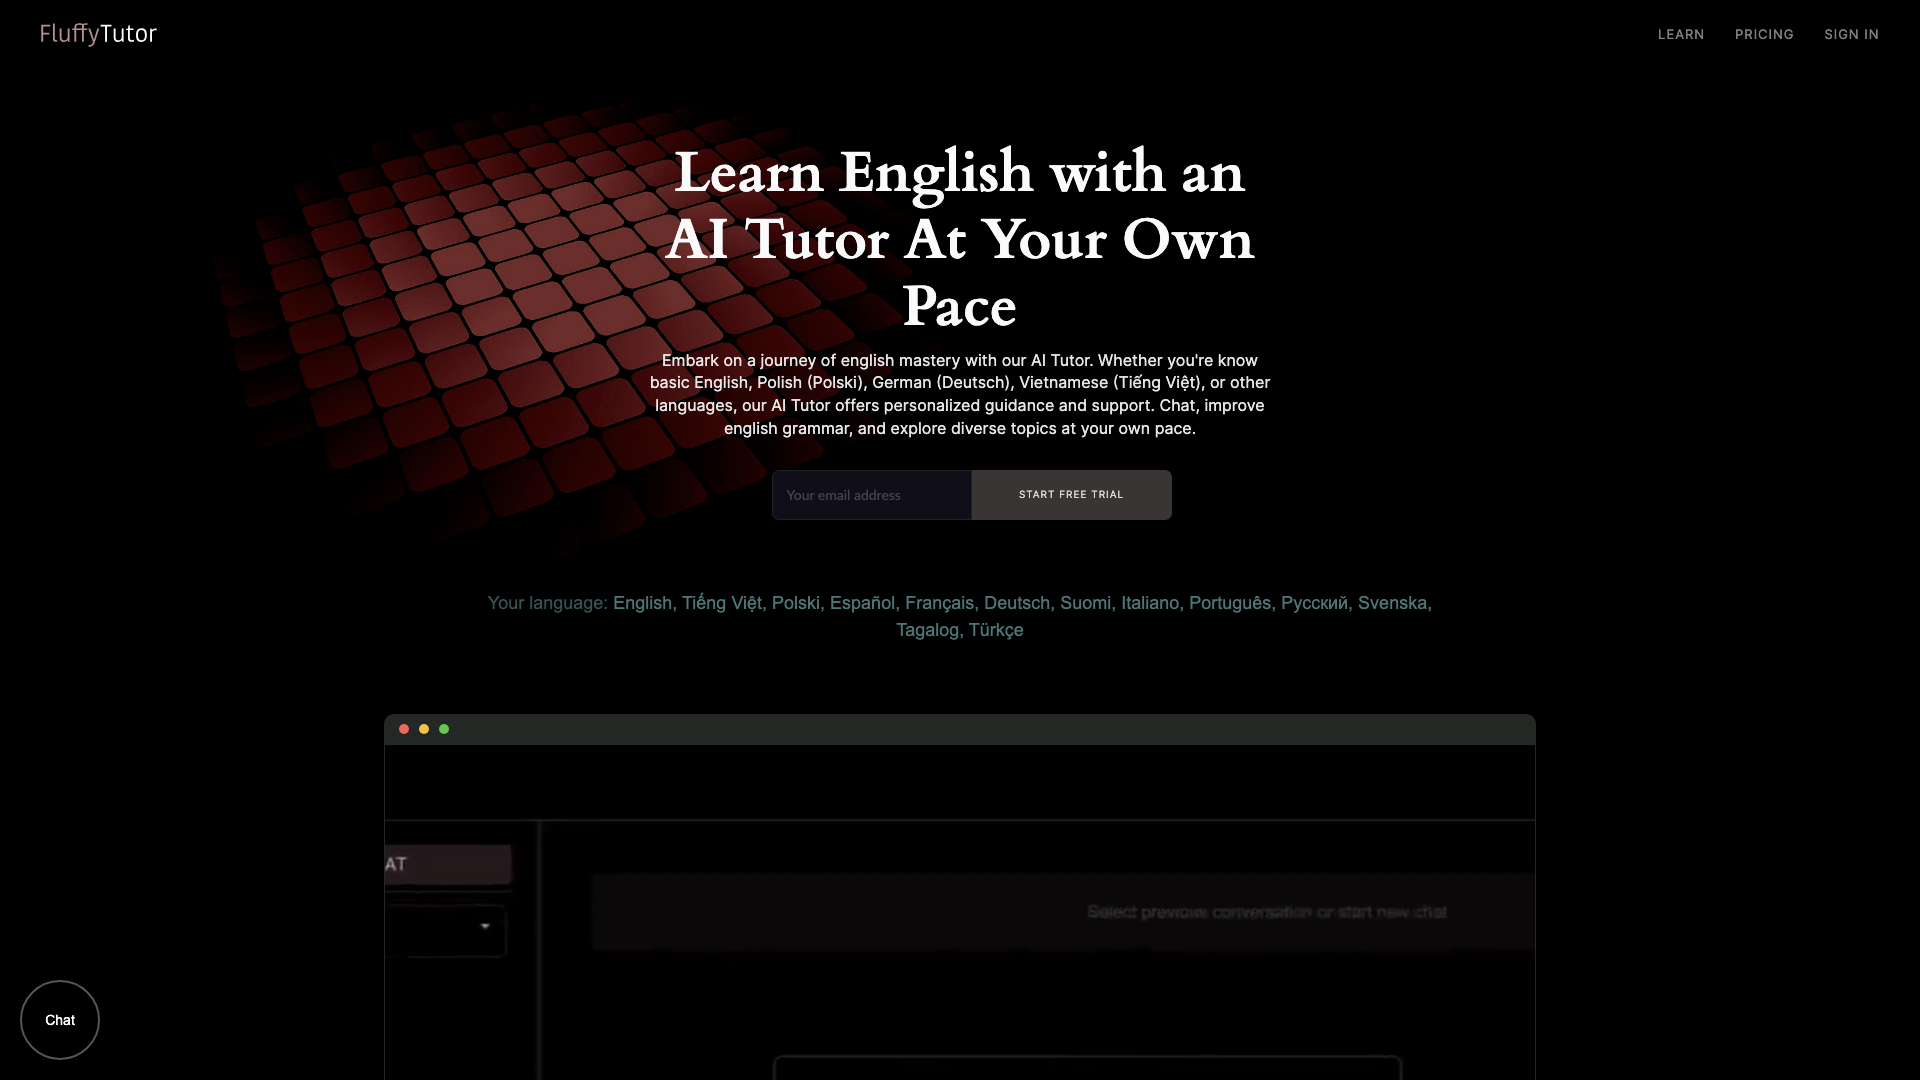 FluffyTutor
LEARN
PRICING
SIGN IN
Learn English with an
AI Tutor At Your Own
Pace
Embark on a journey of english mastery with our AI Tutor. Whether you're know
basic English, Polish (Polski), German (Deutsch), Vietnamese (Tiếng Việt), or other
languages, our AI Tutor offers personalized guidance and support. Chat, improve
english grammar, and explore diverse topics at your own pace.
Your email address
START FREE TRIAL
Your language: English, Tiếng Việt, Polski, Español, Français, Deutsch, Suomi, Italiano, Português, Русский, Svenska,
Tagalog, Türkçe
AT
Select previous conversation or start new chat
Chat